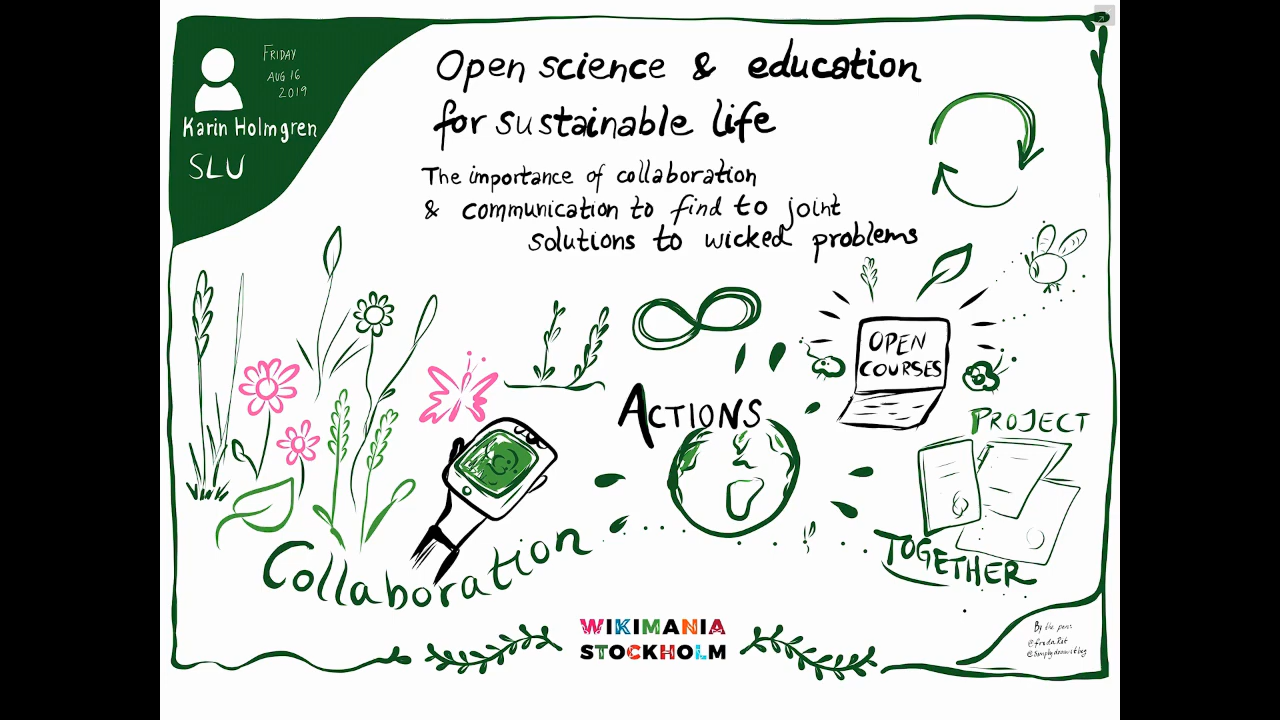 FRIDAY
AUG 16
2019
Karin Holmgren
SLU
Open science & education
for sustainable life
The importance of collaboration
& communication to find to joint
solutions to wicked problems
OPEN
COURSES
ACTIONS
PROJECT
Collaboration
TOGETHER
WIKIMANIA
STOCKHOLM
By the pen: